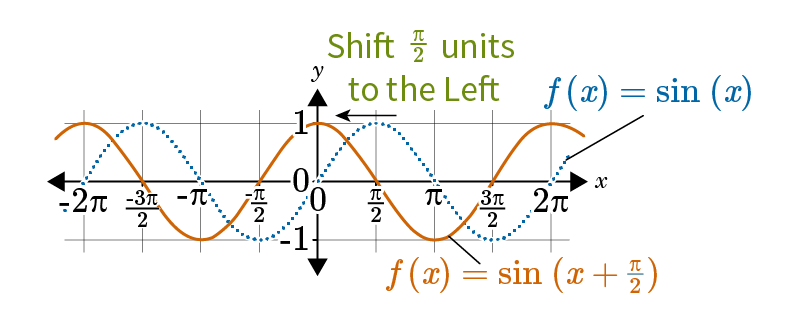 Shift π/2 units
to the Left
y
f(x) = sin (x)
1
0
x
-2π
-3π/2
-π
-π/2
0
π/2
π
3π/2
2π
-1
f(x) = sin (x + π/2)